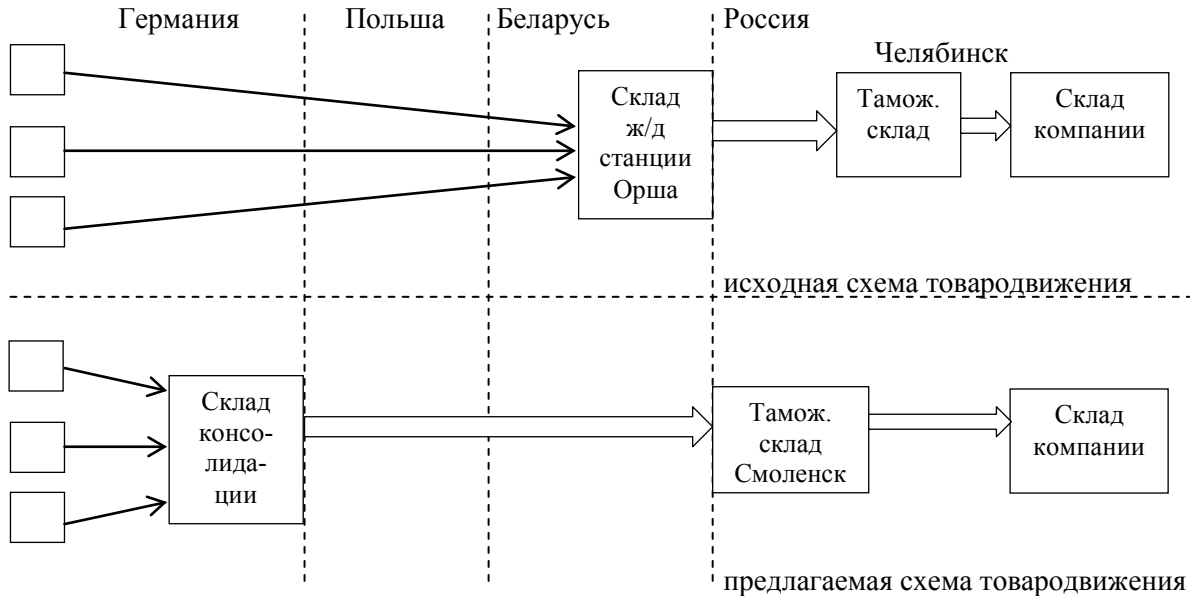 Германия
Польша
Беларусь
Россия
Челябинск
Склад
ж/д
станции
Орша
Тамож.
склад
Склад
компании
исходная схема товародвижения
Склад
консо-
лида-
ции
Тамож.
склад
Смоленск
Склад
компании
предлагаемая схема товародвижения